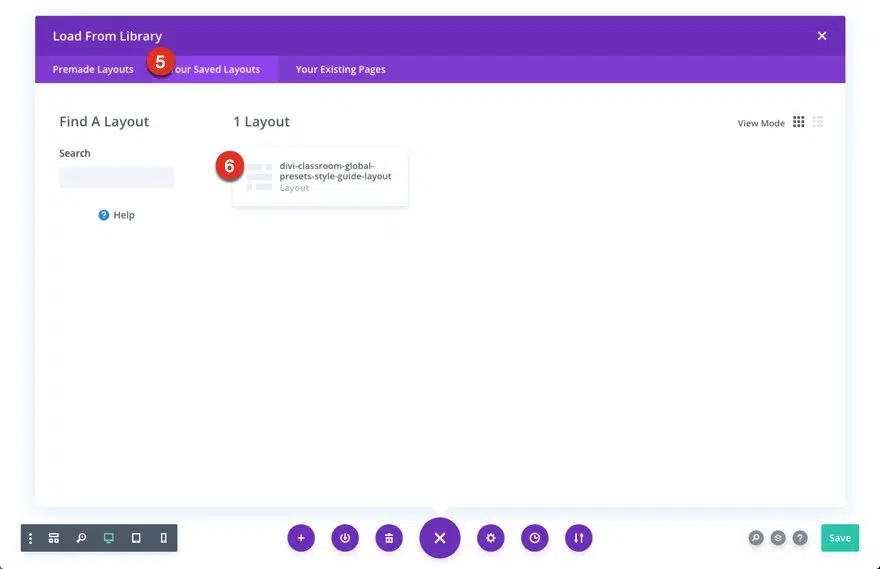 Load From Library
Premade Layouts
5
our Saved Layouts
Your Existing Pages
Find A Layout
1 Layout
View Mode
Search
6
divi-classroom-global-
presets-style-guide-layout
Layout
? Help
?
Save